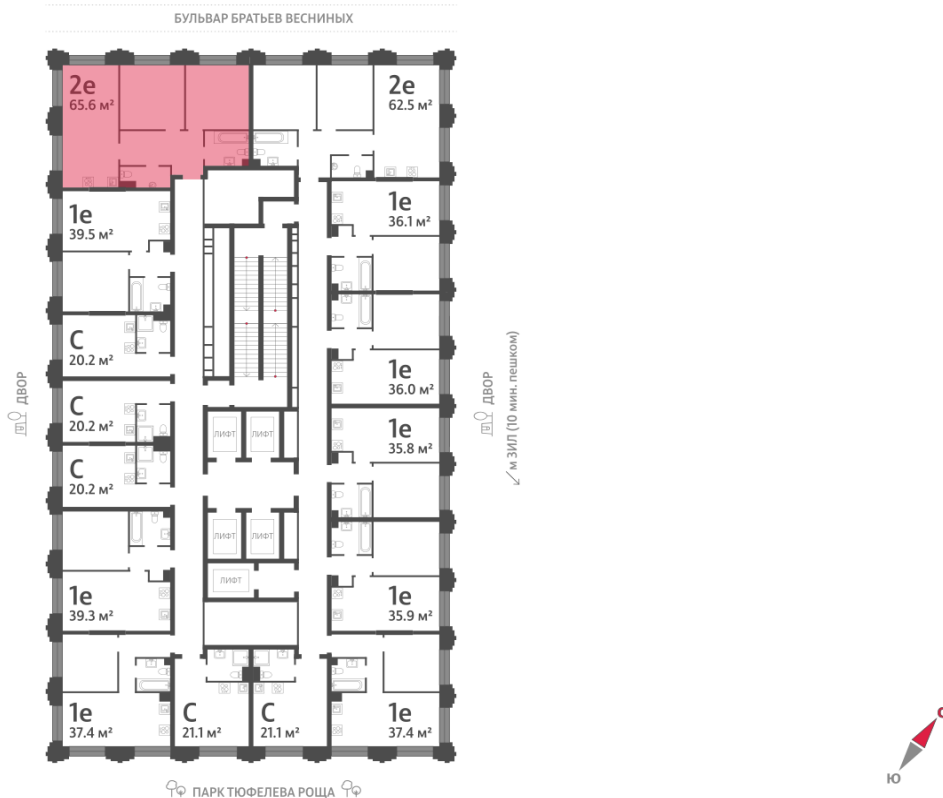 БУЛЬВАР БРАТЬЕВ ВЕСНИНЫХ
2е
65.6 м²
2е
62.5 м²
1е
39.5 м²
1е
36.1 м²
С
20.2 м²
1е
36.0 м²
ДВОР
С
20.2 м²
ДВОР
м ЗИЛ (10 мин. пешком)
ЛИФТ
ЛИФТ
1е
35.8 м²
С
20.2 м²
ЛИФТ
ЛИФТ
ЛИФТ
1е
39.3 м²
1е
35.9 м²
1е
37.4 м²
С
21.1 м²
С
21.1 м²
1е
37.4 м²
С
Ю
ПАРК ТЮФЕЛЕВА РОЩА